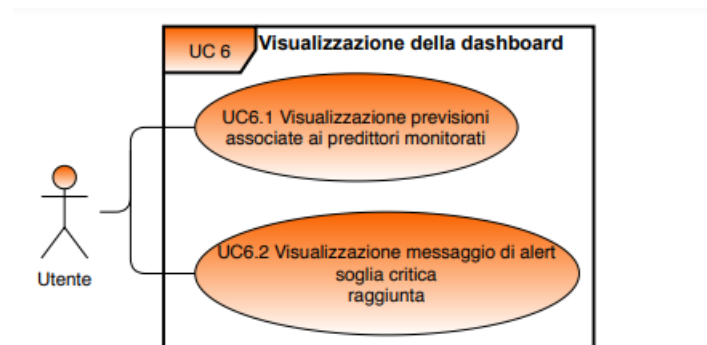 UC 6
Visualizzazione della dashboard
UC6.1 Visualizzazione previsioni
associate ai predittori monitorati
UC6.2 Visualizzazione messaggio di alert
soglia critica
raggiunta
Utente